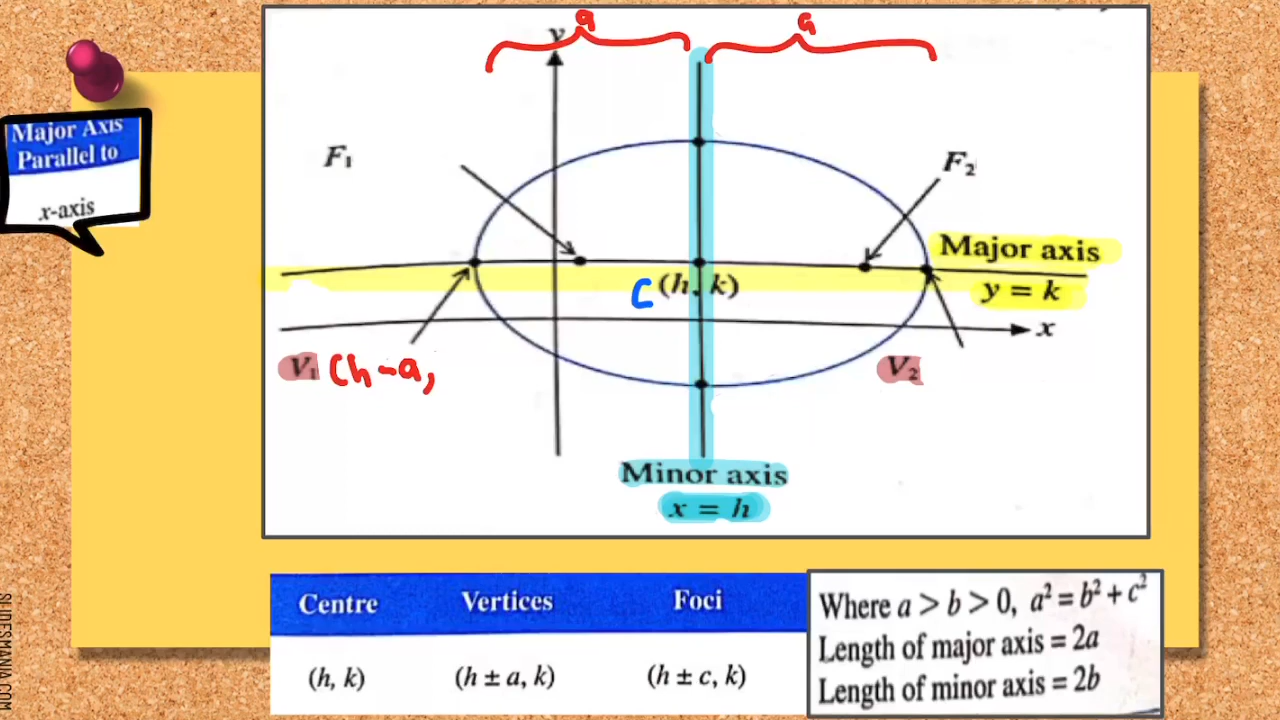 a
a
y
Major Axis
Parallel to
x-axis
F₁
F₂
Major axis
y = k
C (h, k)
x
V₁ (h-a,
V₂
Minor axis
x = h
Centre Vertices Foci
(h, k) (h ± a, k) (h ± c, k)
Where a > b > 0, a² = b² + c²
Length of major axis = 2a
Length of minor axis = 2b
SLIDESMANIA.COM